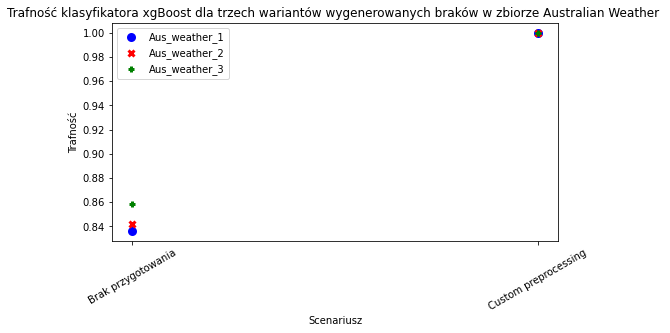 Trafność klasyfikatora xgBoost dla trzech wariantów wygenerowanych braków w zbiorze Australian Weather
Aus_weather_1
Aus_weather_2
Aus_weather_3
1.00
0.98
0.96
0.94
0.92
0.90
0.88
0.86
0.84
Trafność
Brak przygotowania
Custom preprocessing
Scenariusz